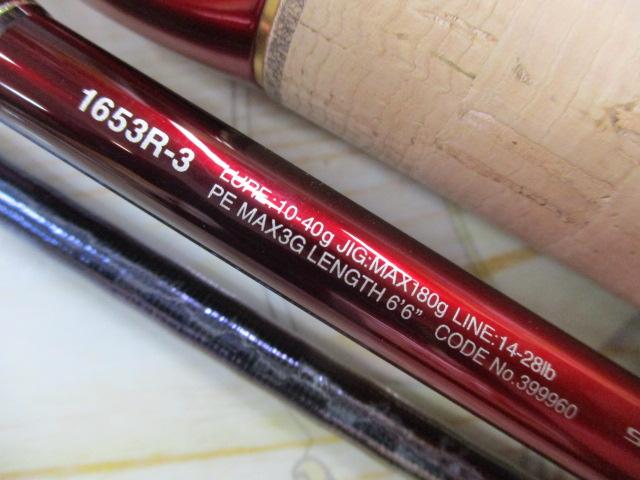 1653R-3
LURE:10-40g JIG:MAX180g LINE:14-28lb
PE MAX3G LENGTH 6'6" CODE No.399960